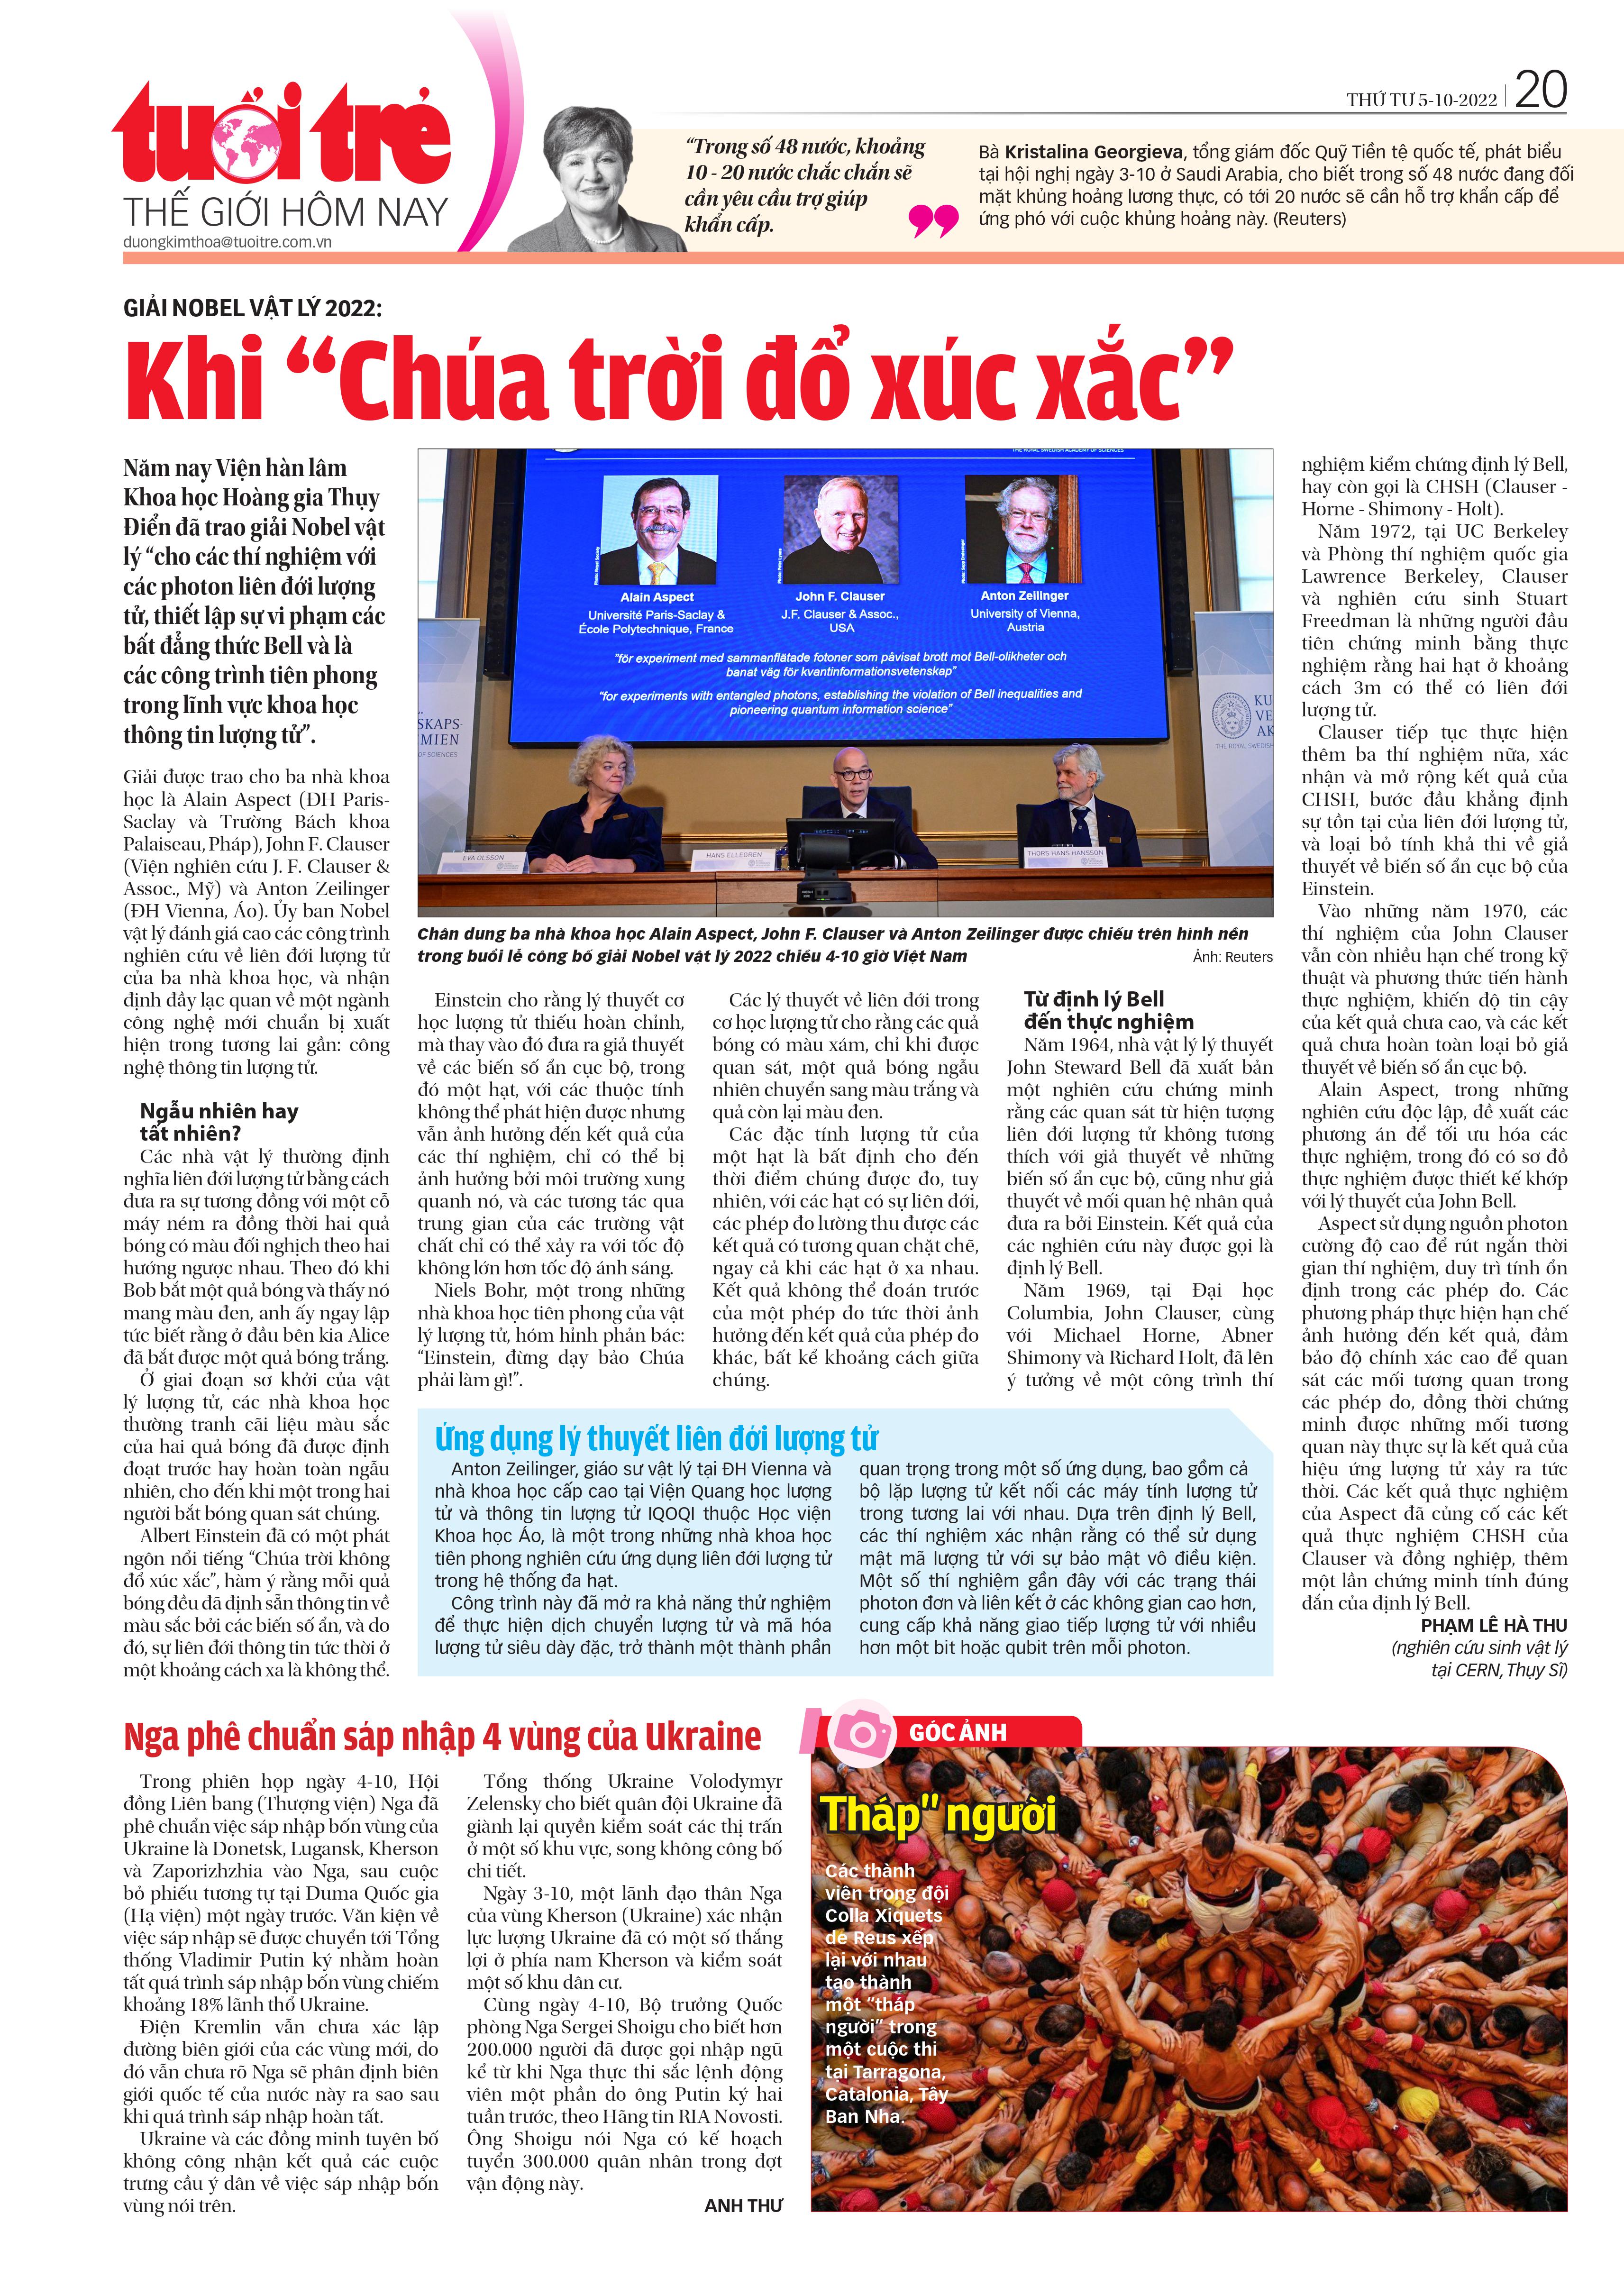 tuổi trẻ
THẾ GIỚI HÔM NAY
duongkimthoa@tuoitre.com.vn
THỨ TƯ 5-10-2022
20
“Trong số 48 nước, khoảng
10 - 20 nước chắc chắn sẽ
cần yêu cầu trợ giúp
khẩn cấp.
”
Bà Kristalina Georgieva, tổng giám đốc Quỹ Tiền tệ quốc tế, phát biểu
tại hội nghị ngày 3-10 ở Saudi Arabia, cho biết trong số 48 nước đang đối
mặt khủng hoảng lương thực, có tới 20 nước sẽ cần hỗ trợ khẩn cấp để
ứng phó với cuộc khủng hoảng này. (Reuters)
GIẢI NOBEL VẬT LÝ 2022:
Khi “Chúa trời đổ xúc xắc”
Năm nay Viện hàn lâm
Khoa học Hoàng gia Thụy
Điển đã trao giải Nobel vật
lý “cho các thí nghiệm với
các photon liên đới lượng
tử, thiết lập sự vi phạm các
bất đẳng thức Bell và là
các công trình tiên phong
trong lĩnh vực khoa học
thông tin lượng tử”.
Giải được trao cho ba nhà khoa
học là Alain Aspect (ĐH Paris-
Saclay và Trường Bách khoa
Palaiseau, Pháp), John F. Clauser
(Viện nghiên cứu J. F. Clauser &
Assoc., Mỹ) và Anton Zeilinger
(ĐH Vienna, Áo). Ủy ban Nobel
vật lý đánh giá cao các công trình
nghiên cứu về liên đới lượng tử
của ba nhà khoa học, và nhận
định đầy lạc quan về một ngành
công nghệ mới chuẩn bị xuất
hiện trong tương lai gần: công
nghệ thông tin lượng tử.
Ngẫu nhiên hay
tất nhiên?
Các nhà vật lý thường định
nghĩa liên đới lượng tử bằng cách
đưa ra sự tương đồng với một cỗ
máy ném ra đồng thời hai quả
bóng có màu đối nghịch theo hai
hướng ngược nhau. Theo đó khi
Bob bắt một quả bóng và thấy nó
mang màu đen, anh ấy ngay lập
tức biết rằng ở đầu bên kia Alice
đã bắt được một quả bóng trắng.
Ở giai đoạn sơ khởi của vật
lý lượng tử, các nhà khoa học
thường tranh cãi liệu màu sắc
của hai quả bóng đã được định
đoạt trước hay hoàn toàn ngẫu
nhiên, cho đến khi một trong hai
người bắt bóng quan sát chúng.
Albert Einstein đã có một phát
ngôn nổi tiếng “Chúa trời không
đổ xúc xắc”, hàm ý rằng mỗi quả
bóng đều đã định sẵn thông tin về
màu sắc bởi các biến số ẩn, và do
đó, sự liên đới thông tin tức thời ở
một khoảng cách xa là không thể.
THE ROYAL SWEDISH ACADEMY OF SCIENCES
Alain Aspect
Université Paris-Saclay &
École Polytechnique, France
John F. Clauser
J.F. Clauser & Assoc.,
USA
Anton Zeilinger
University of Vienna,
Austria
”för experiment med sammanflätade fotoner som påvisat brott mot Bell-olikheter och
banat väg för kvantinformationsvetenskap”
“for experiments with entangled photons, establishing the violation of Bell inequalities and
pioneering quantum information science”
SKAPS
MIEN
OF SCIENCES
KU
VE
AK
THE ROYAL SWEDISH
EVA OLSSON
HANS ELLEGREN
THORS HANS HANSSON
Chân dung ba nhà khoa học Alain Aspect, John F. Clauser và Anton Zeilinger được chiếu trên hình nền
trong buổi lễ công bố giải Nobel vật lý 2022 chiều 4-10 giờ Việt Nam
Ảnh: Reuters
Einstein cho rằng lý thuyết cơ
học lượng tử thiếu hoàn chỉnh,
mà thay vào đó đưa ra giả thuyết
về các biến số ẩn cục bộ, trong
đó một hạt, với các thuộc tính
không thể phát hiện được nhưng
vẫn ảnh hưởng đến kết quả của
các thí nghiệm, chỉ có thể bị
ảnh hưởng bởi môi trường xung
quanh nó, và các tương tác qua
trung gian của các trường vật
chất chỉ có thể xảy ra với tốc độ
không lớn hơn tốc độ ánh sáng.
Niels Bohr, một trong những
nhà khoa học tiên phong của vật
lý lượng tử, hóm hỉnh phản bác:
“Einstein, đừng dạy bảo Chúa
phải làm gì!”.
Các lý thuyết về liên đới trong
cơ học lượng tử cho rằng các quả
bóng có màu xám, chỉ khi được
quan sát, một quả bóng ngẫu
nhiên chuyển sang màu trắng và
quả còn lại màu đen.
Các đặc tính lượng tử của
một hạt là bất định cho đến
thời điểm chúng được đo, tuy
nhiên, với các hạt có sự liên đới,
các phép đo lường thu được các
kết quả có tương quan chặt chẽ,
ngay cả khi các hạt ở xa nhau.
Kết quả không thể đoán trước
của một phép đo tức thời ảnh
hưởng đến kết quả của phép đo
khác, bất kể khoảng cách giữa
chúng.
Từ định lý Bell
đến thực nghiệm
Năm 1964, nhà vật lý lý thuyết
John Steward Bell đã xuất bản
một nghiên cứu chứng minh
rằng các quan sát từ hiện tượng
liên đới lượng tử không tương
thích với giả thuyết về những
biến số ẩn cục bộ, cũng như giả
thuyết về mối quan hệ nhân quả
đưa ra bởi Einstein. Kết quả của
các nghiên cứu này được gọi là
định lý Bell.
Năm 1969, tại Đại học
Columbia, John Clauser, cùng
với Michael Horne, Abner
Shimony và Richard Holt, đã lên
ý tưởng về một công trình thí
nghiệm kiểm chứng định lý Bell,
hay còn gọi là CHSH (Clauser -
Horne - Shimony - Holt).
Năm 1972, tại UC Berkeley
và Phòng thí nghiệm quốc gia
Lawrence Berkeley, Clauser
và nghiên cứu sinh Stuart
Freedman là những người đầu
tiên chứng minh bằng thực
nghiệm rằng hai hạt ở khoảng
cách 3m có thể có liên đới
lượng tử.
Clauser tiếp tục thực hiện
thêm ba thí nghiệm nữa, xác
nhận và mở rộng kết quả của
CHSH, bước đầu khẳng định
sự tồn tại của liên đới lượng tử,
và loại bỏ tính khả thi về giả
thuyết về biến số ẩn cục bộ của
Einstein.
Vào những năm 1970, các
thí nghiệm của John Clauser
vẫn còn nhiều hạn chế trong kỹ
thuật và phương thức tiến hành
thực nghiệm, khiến độ tin cậy
của kết quả chưa cao, và các kết
quả chưa hoàn toàn loại bỏ giả
thuyết về biến số ẩn cục bộ.
Alain Aspect, trong những
nghiên cứu độc lập, đề xuất các
phương án để tối ưu hóa các
thực nghiệm, trong đó có sơ đồ
thực nghiệm được thiết kế khớp
với lý thuyết của John Bell.
Aspect sử dụng nguồn photon
cường độ cao để rút ngắn thời
gian thí nghiệm, duy trì tính ổn
định trong các phép đo. Các
phương pháp thực hiện hạn chế
ảnh hưởng đến kết quả, đảm
bảo độ chính xác cao để quan
sát các mối tương quan trong
các phép đo, đồng thời chứng
minh được những mối tương
quan này thực sự là kết quả của
hiệu ứng lượng tử xảy ra tức
thời. Các kết quả thực nghiệm
của Aspect đã củng cố các kết
quả thực nghiệm CHSH của
Clauser và đồng nghiệp, thêm
một lần chứng minh tính đúng
đắn của định lý Bell.
PHẠM LÊ HÀ THU
(nghiên cứu sinh vật lý
tại CERN, Thụy Sĩ)
Ứng dụng lý thuyết liên đới lượng tử
Anton Zeilinger, giáo sư vật lý tại ĐH Vienna và
nhà khoa học cấp cao tại Viện Quang học lượng
tử và thông tin lượng tử IQOQI thuộc Học viện
Khoa học Áo, là một trong những nhà khoa học
tiên phong nghiên cứu ứng dụng liên đới lượng tử
trong hệ thống đa hạt.
Công trình này đã mở ra khả năng thử nghiệm
để thực hiện dịch chuyển lượng tử và mã hóa
lượng tử siêu dày đặc, trở thành một thành phần
quan trọng trong một số ứng dụng, bao gồm cả
bộ lặp lượng tử kết nối các máy tính lượng tử
trong tương lai với nhau. Dựa trên định lý Bell,
các thí nghiệm xác nhận rằng có thể sử dụng
mật mã lượng tử với sự bảo mật vô điều kiện.
Một số thí nghiệm gần đây với các trạng thái
photon đơn và liên kết ở các không gian cao hơn,
cung cấp khả năng giao tiếp lượng tử với nhiều
hơn một bit hoặc qubit trên mỗi photon.
Nga phê chuẩn sáp nhập 4 vùng của Ukraine
Trong phiên họp ngày 4-10, Hội
đồng Liên bang (Thượng viện) Nga đã
phê chuẩn việc sáp nhập bốn vùng của
Ukraine là Donetsk, Lugansk, Kherson
và Zaporizhzhia vào Nga, sau cuộc
bỏ phiếu tương tự tại Duma Quốc gia
(Hạ viện) một ngày trước. Văn kiện về
việc sáp nhập sẽ được chuyển tới Tổng
thống Vladimir Putin ký nhằm hoàn
tất quá trình sáp nhập bốn vùng chiếm
khoảng 18% lãnh thổ Ukraine.
Điện Kremlin vẫn chưa xác lập
đường biên giới của các vùng mới, do
đó vẫn chưa rõ Nga sẽ phân định biên
giới quốc tế của nước này ra sao sau
khi quá trình sáp nhập hoàn tất.
Ukraine và các đồng minh tuyên bố
không công nhận kết quả các cuộc
trưng cầu ý dân về việc sáp nhập bốn
vùng nói trên.
Tổng thống Ukraine Volodymyr
Zelensky cho biết quân đội Ukraine đã
giành lại quyền kiểm soát các thị trấn
ở một số khu vực, song không công bố
chi tiết.
Ngày 3-10, một lãnh đạo thân Nga
của vùng Kherson (Ukraine) xác nhận
lực lượng Ukraine đã có một số thắng
lợi ở phía nam Kherson và kiểm soát
một số khu dân cư.
Cùng ngày 4-10, Bộ trưởng Quốc
phòng Nga Sergei Shoigu cho biết hơn
200.000 người đã được gọi nhập ngũ
kể từ khi Nga thực thi sắc lệnh động
viên một phần do ông Putin ký hai
tuần trước, theo Hãng tin RIA Novosti.
Ông Shoigu nói Nga có kế hoạch
tuyển 300.000 quân nhân trong đợt
vận động này.
ANH THƯ
GÓC ẢNH
Tháp” người
Các thành
viên trong đội
Colla Xiquets
de Reus xếp
lại với nhau
tạo thành
một “tháp
người” trong
một cuộc thi
tại Tarragona,
Catalonia, Tây
Ban Nha.